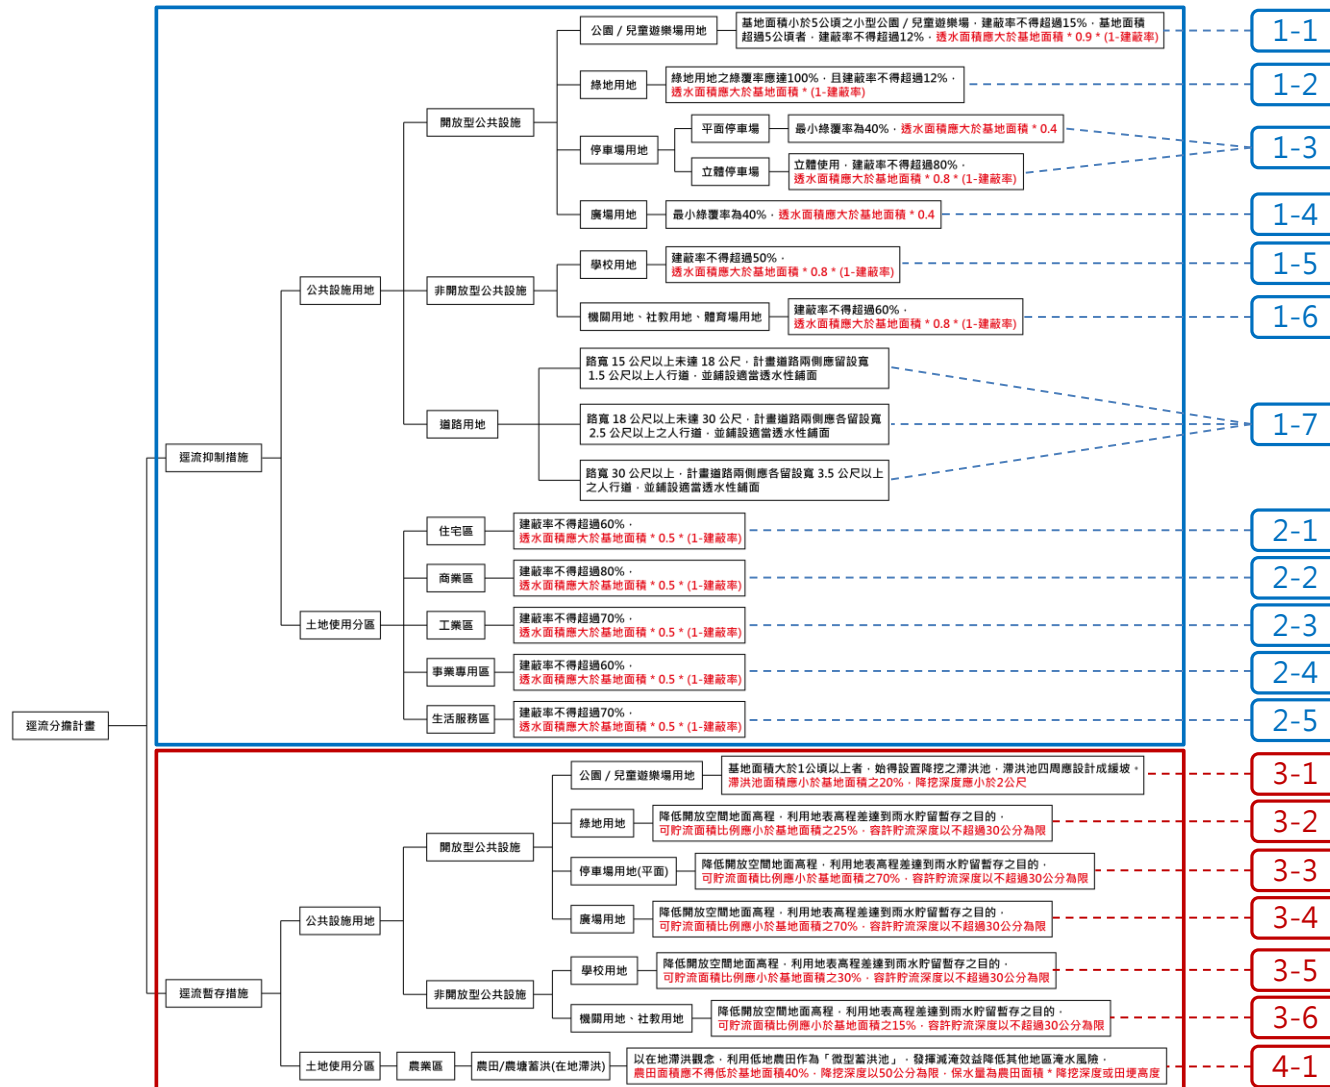 公園 / 兒童遊樂場用地
基地面積小於5公頃之小型公園 / 兒童遊樂場，建蔽率不得超過15%，基地面積
超過5公頃者，建蔽率不得超過12%，透水面積應大於基地面積 * 0.9 * (1-建蔽率)
1-1
綠地用地
綠地用地之綠覆率應達100%，且建蔽率不得超過12%，
透水面積應大於基地面積 * (1-建蔽率)
1-2
開放型公共設施
停車場用地
平面停車場
最小綠覆率為40%，透水面積應大於基地面積 * 0.4
立體停車場
立體使用，建蔽率不得超過80%，
透水面積應大於基地面積 * 0.8 * (1-建蔽率)
1-3
廣場用地
最小綠覆率為40%，透水面積應大於基地面積 * 0.4
1-4
公共設施用地
非開放型公共設施
學校用地
建蔽率不得超過50%，
透水面積應大於基地面積 * 0.8 * (1-建蔽率)
1-5
機關用地、社教用地、體育場用地
建蔽率不得超過60%，
透水面積應大於基地面積 * 0.8 * (1-建蔽率)
1-6
道路用地
路寬 15 公尺以上未達 18 公尺，計畫道路兩側應留設寬
1.5 公尺以上人行道，並鋪設適當透水性鋪面
路寬 18 公尺以上未達 30 公尺，計畫道路兩側應各留設寬
2.5 公尺以上之人行道，並鋪設適當透水性鋪面
路寬 30 公尺以上，計畫道路兩側應各留設寬 3.5 公尺以上
之人行道，並鋪設適當透水性鋪面
1-7
逕流抑制措施
住宅區
建蔽率不得超過60%，
透水面積應大於基地面積 * 0.5 * (1-建蔽率)
2-1
商業區
建蔽率不得超過80%，
透水面積應大於基地面積 * 0.5 * (1-建蔽率)
2-2
土地使用分區
工業區
建蔽率不得超過70%，
透水面積應大於基地面積 * 0.5 * (1-建蔽率)
2-3
事業專用區
建蔽率不得超過60%，
透水面積應大於基地面積 * 0.5 * (1-建蔽率)
2-4
生活服務區
建蔽率不得超過70%，
透水面積應大於基地面積 * 0.5 * (1-建蔽率)
2-5
逕流分擔計畫
公園 / 兒童遊樂場用地
基地面積大於1公頃以上者，始得設置降挖之滯洪池，滯洪池四周應設計成緩坡。
滯洪池面積應小於基地面積之20%，降挖深度應小於2公尺
3-1
綠地用地
降低開放空間地面高程，利用地表高程差達到雨水貯留暫存之目的，
可貯流面積比例應小於基地面積之25%，容許貯流深度以不超過30公分為限
3-2
開放型公共設施
停車場用地(平面)
降低開放空間地面高程，利用地表高程差達到雨水貯留暫存之目的，
可貯流面積比例應小於基地面積之70%，容許貯流深度以不超過30公分為限
3-3
廣場用地
降低開放空間地面高程，利用地表高程差達到雨水貯留暫存之目的，
可貯流面積比例應小於基地面積之70%，容許貯流深度以不超過30公分為限
3-4
公共設施用地
學校用地
降低開放空間地面高程，利用地表高程差達到雨水貯留暫存之目的，
可貯流面積比例應小於基地面積之30%，容許貯流深度以不超過30公分為限
3-5
逕流暫存措施
非開放型公共設施
機關用地、社教用地
降低開放空間地面高程，利用地表高程差達到雨水貯留暫存之目的，
可貯流面積比例應小於基地面積之15%，容許貯流深度以不超過30公分為限
3-6
土地使用分區
農業區
農田/農塘蓄洪(在地滯洪)
以在地滯洪觀念，利用低地農田作為「微型蓄洪池」，發揮減淹效益降低其他地區淹水風險，
農田面積應不得低於基地面積40%，降挖深度以50公分為限，保水量為農田面積 * 降挖深度或田埂高度
4-1